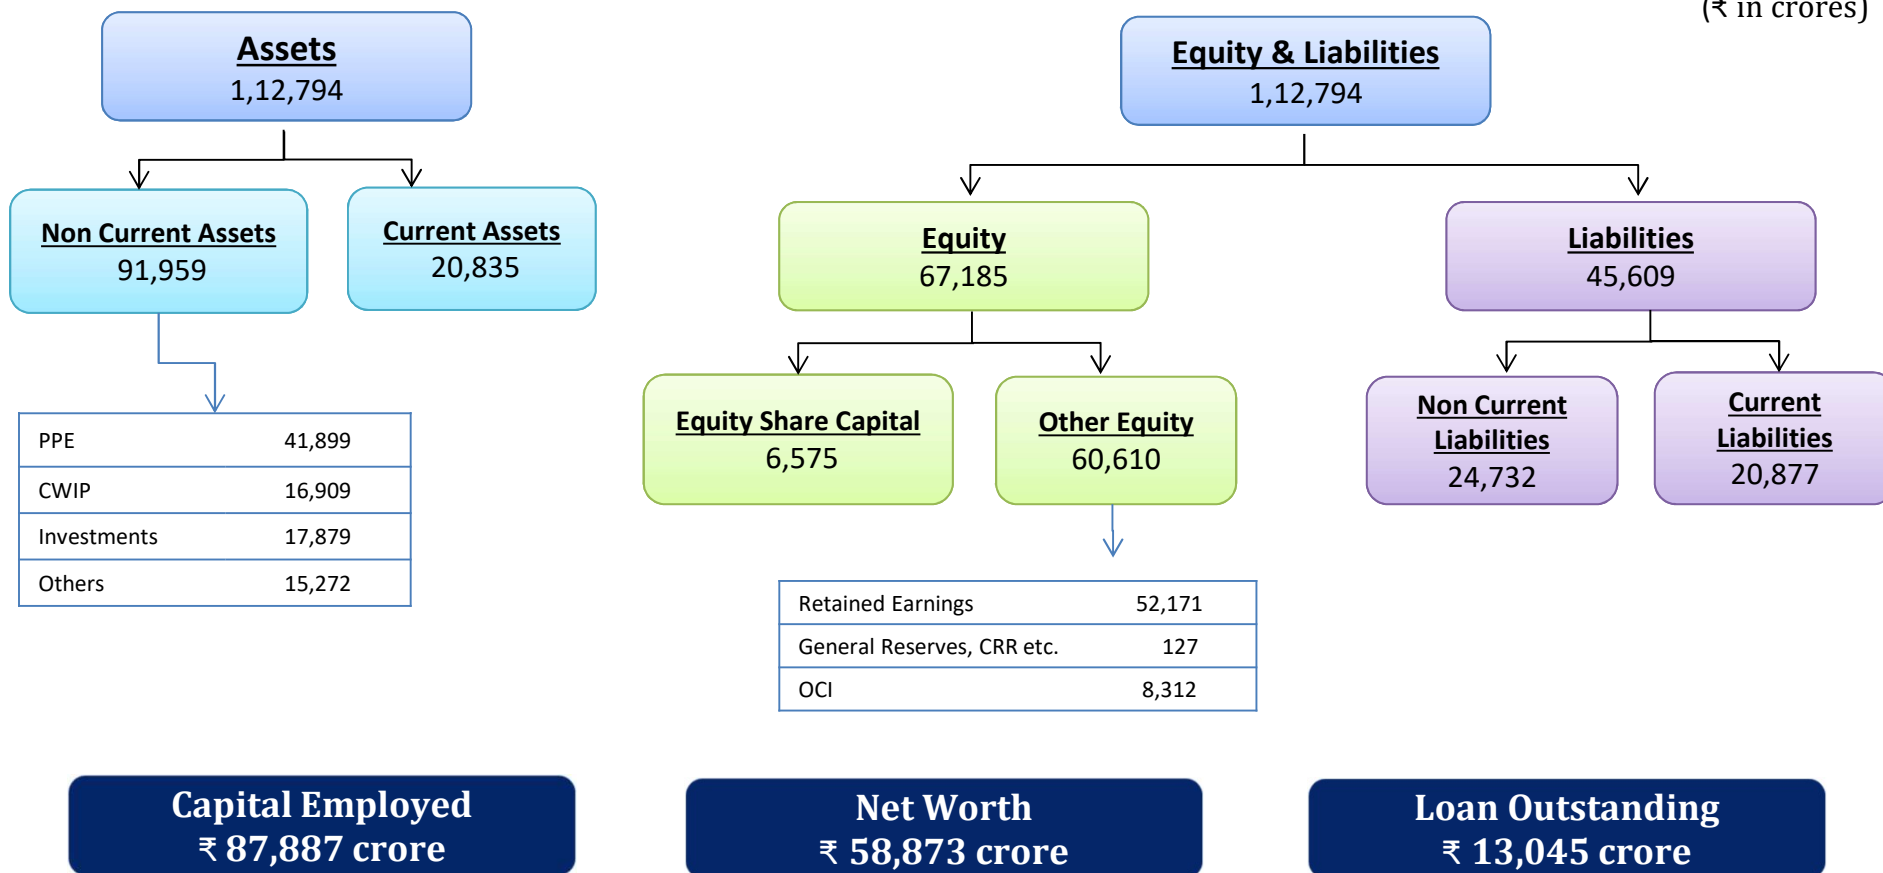 (₹ in crores)
Assets
1,12,794
Equity & Liabilities
1,12,794
Non Current Assets
91,959
Current Assets
20,835
Equity
67,185
Liabilities
45,609
PPE 41,899
CWIP 16,909
Investments 17,879
Others 15,272
Equity Share Capital
6,575
Other Equity
60,610
Non Current
Liabilities
24,732
Current
Liabilities
20,877
Retained Earnings 52,171
General Reserves, CRR etc. 127
OCI 8,312
Capital Employed
₹ 87,887 crore
Net Worth
₹ 58,873 crore
Loan Outstanding
₹ 13,045 crore